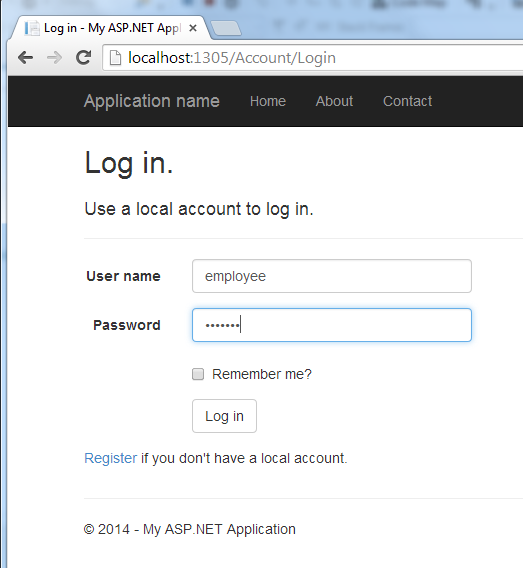 Log in - My ASP.NET Appl
localhost:1305/Account/Login
Application name Home About Contact
Log in.
Use a local account to log in.
User name employee
Password •••••••
Remember me?
Log in
Register if you don't have a local account.
© 2014 - My ASP.NET Application